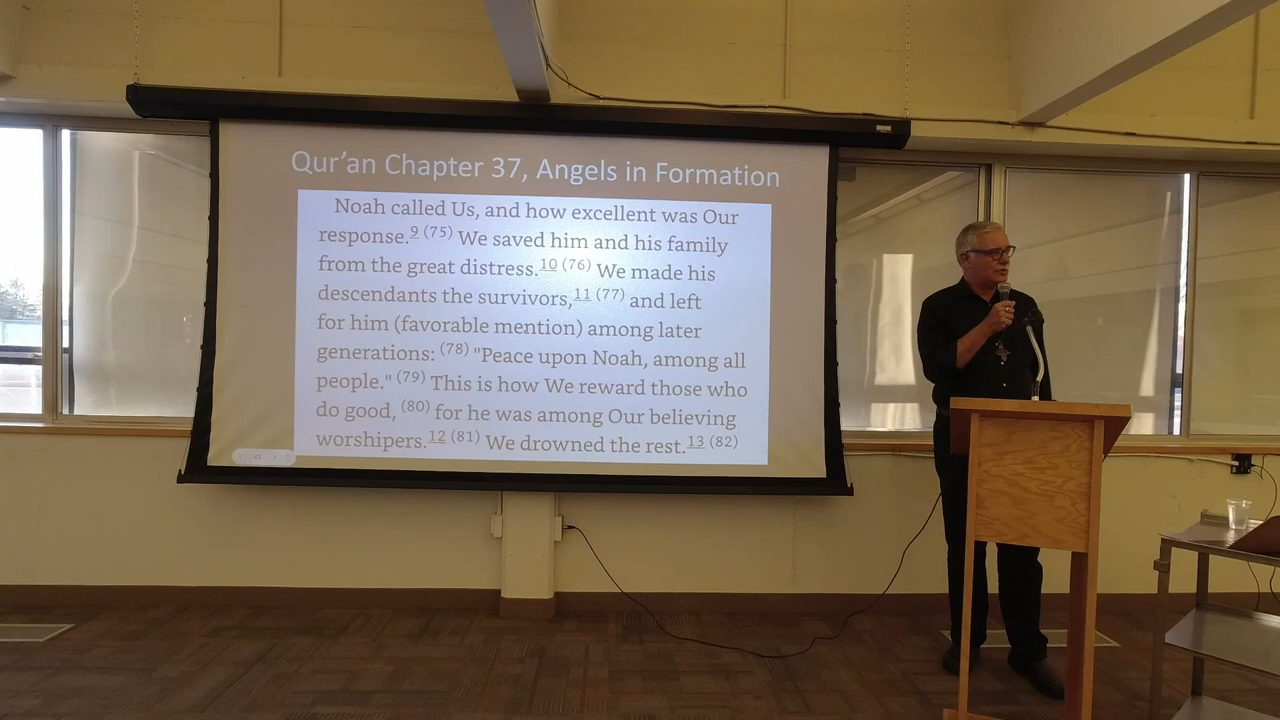 Qur'an Chapter 37, Angels in Formation
Noah called Us, and how excellent was Our
response.9 (75) We saved him and his family
from the great distress.10 (76) We made his
descendants the survivors,11 (77) and left
for him (favorable mention) among later
generations: (78) "Peace upon Noah, among all
people." (79) This is how We reward those who
do good, (80) for he was among Our believing
worshipers.12 (81) We drowned the rest.13 (82)